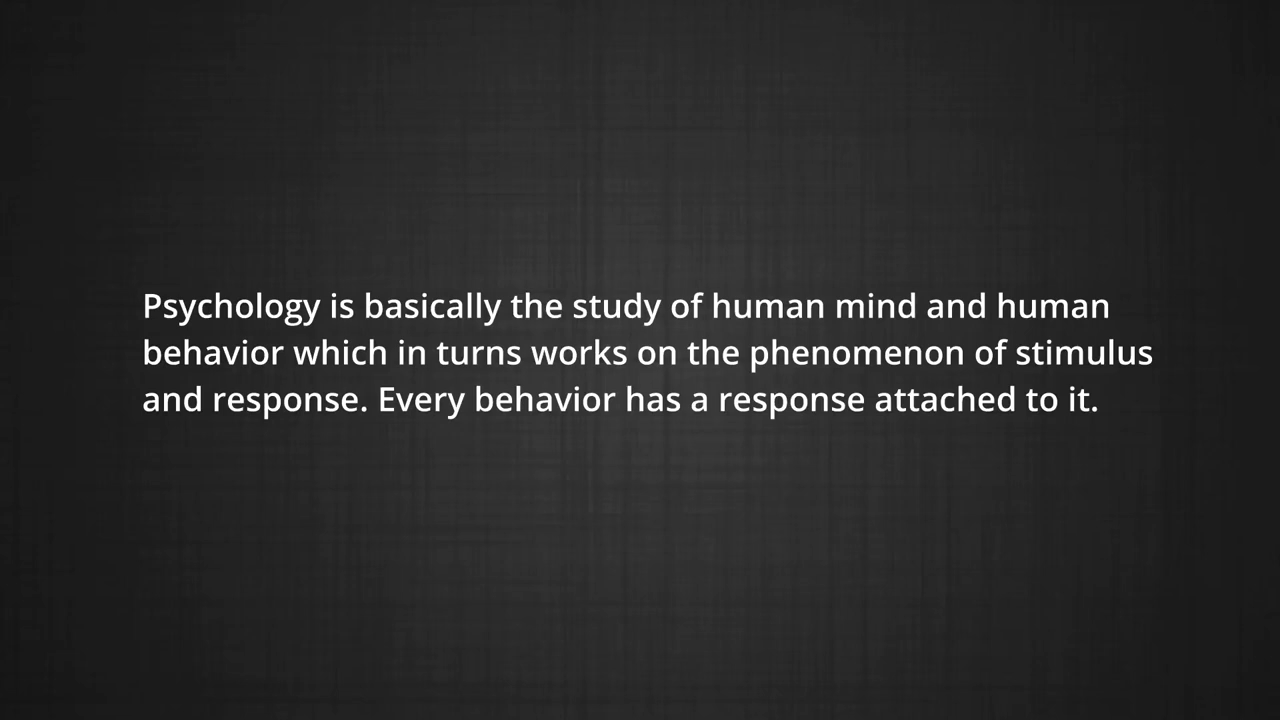 Psychology is basically the study of human mind and human
behavior which in turns works on the phenomenon of stimulus
and response. Every behavior has a response attached to it.